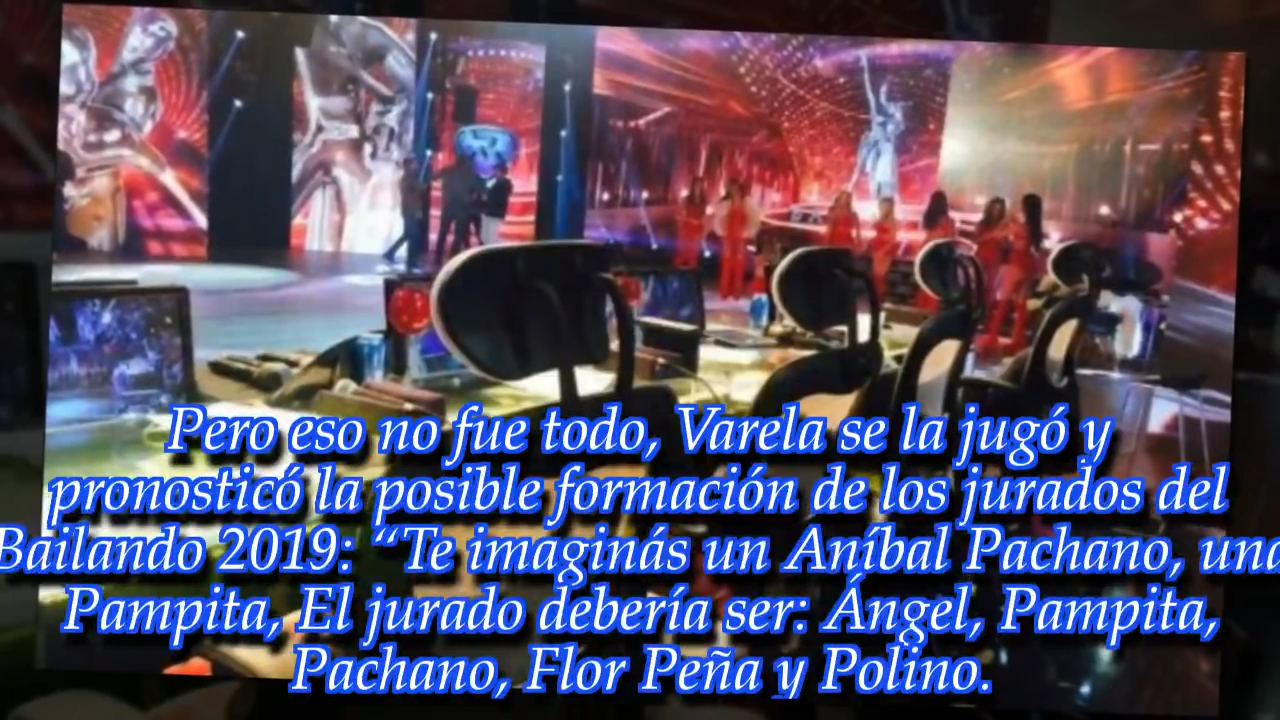 Pero eso no fue todo, Varela se la jugó y
pronosticó la posible formación de los jurados del
Bailando 2019: “Te imaginás un Aníbal Pachano, una
Pampita, El jurado debería ser: Ángel, Pampita,
Pachano, Flor Peña y Polino.